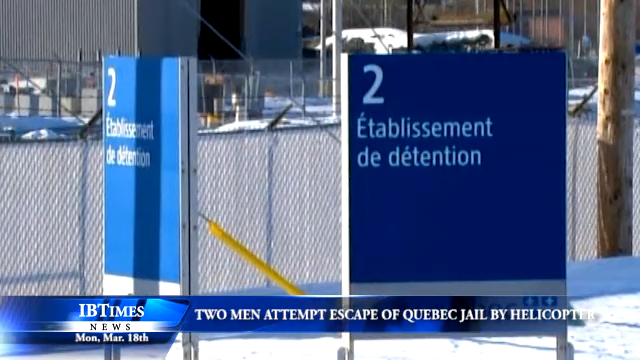 2
Établissement
de détention
2
Établissement
de détention
IBTIMES
NEWS
Mon, Mar. 18th
TWO MEN ATTEMPT ESCAPE OF QUEBEC JAIL BY HELICOPTER